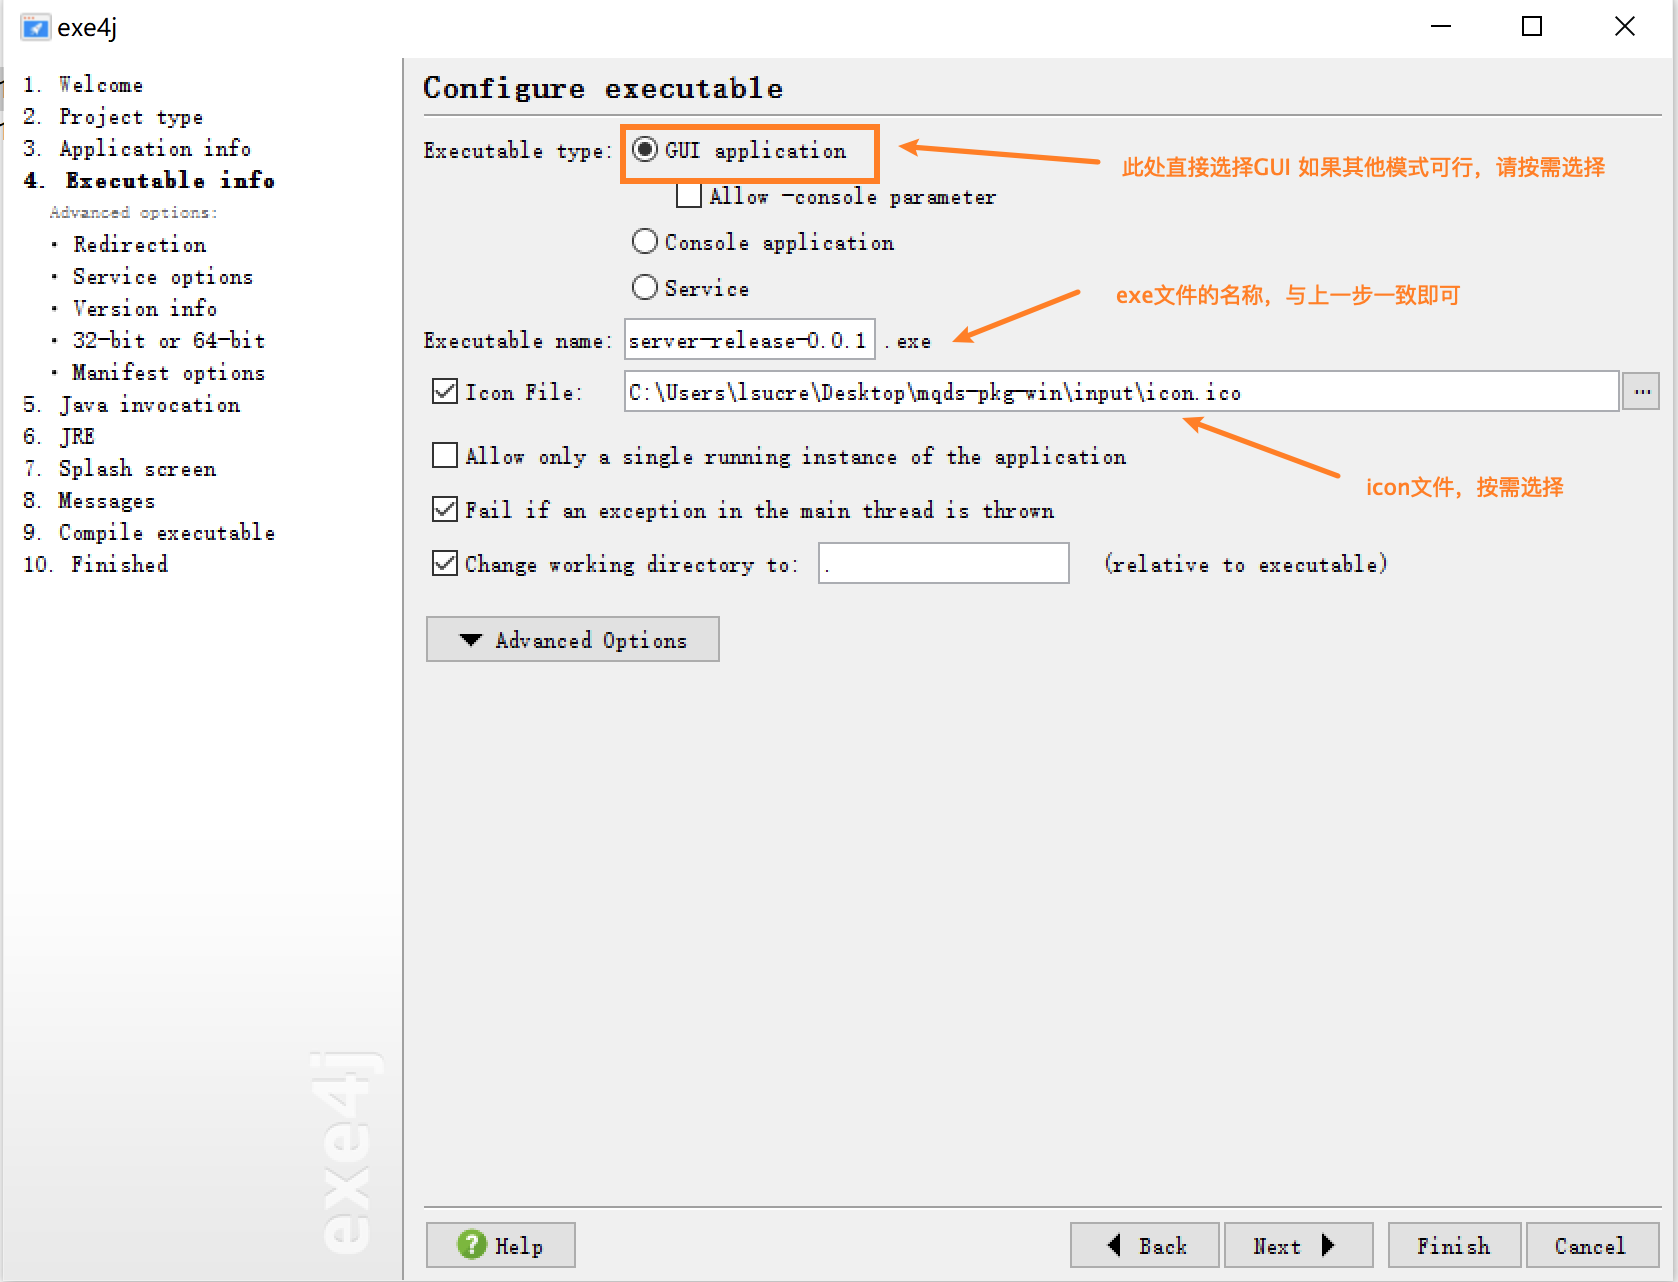 exe4j
1. Welcome
2. Project type
3. Application info
4. Executable info
Advanced options:
· Redirection
· Service options
· Version info
· 32-bit or 64-bit
· Manifest options
5. Java invocation
6. JRE
7. Splash screen
8. Messages
9. Compile executable
10. Finished
exe4j
Configure executable
Executable type: GUI application
此处直接选择GUI 如果其他模式可行，请按需选择
Allow -console parameter
Console application
Service
exe文件的名称，与上一步一致即可
Executable name: server-release-0.0.1 .exe
Icon File: C:\Users\lsucre\Desktop\mqds-pkg-win\input\icon.ico ...
Allow only a single running instance of the application
icon文件，按需选择
Fail if an exception in the main thread is thrown
Change working directory to: . (relative to executable)
Advanced Options
? Help
Back
Next
Finish
Cancel